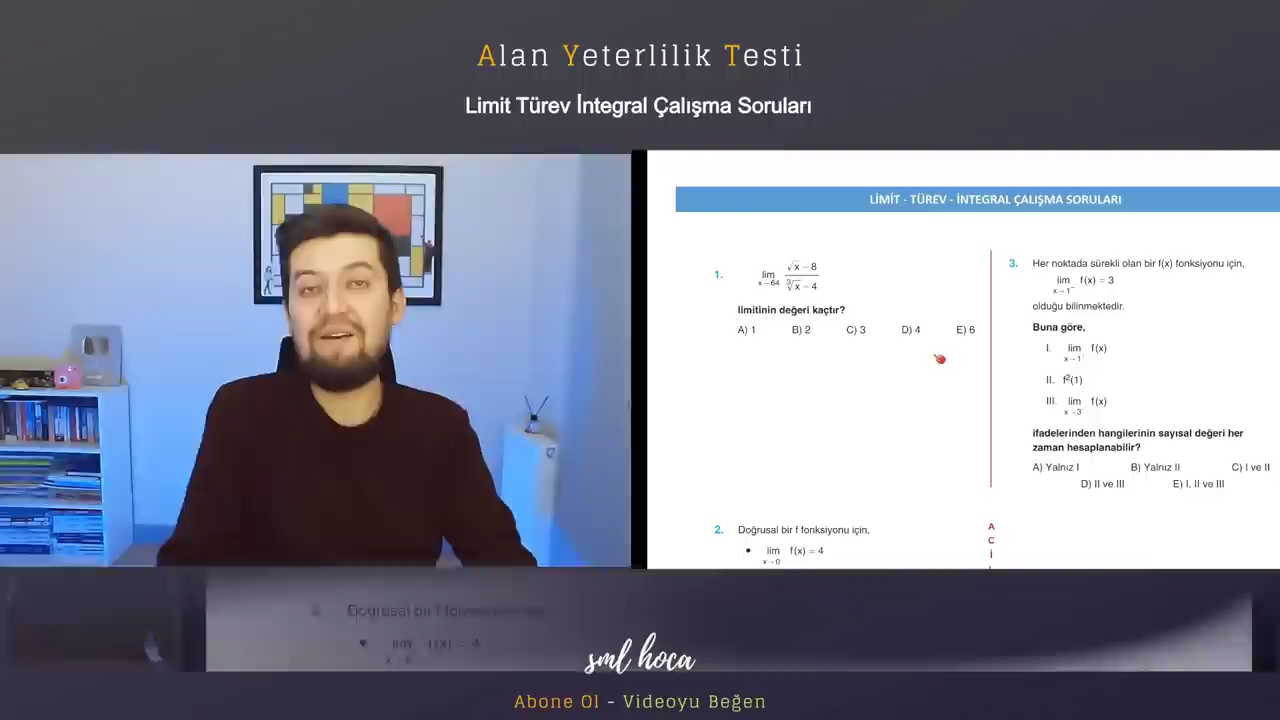 Alan Yeterlilik Testi
Limit Türev İntegral Çalışma Soruları
LİMİT - TÜREV - İNTEGRAL ÇALIŞMA SORULARI
1. lim x→64 (√x − 8)/(∛x − 4)
limitinin değeri kaçtır?
A) 1 B) 2 C) 3 D) 4 E) 6
2. Doğrusal bir f fonksiyonu için,
• lim x→0 f(x) = 4
3. Her noktada sürekli olan bir f(x) fonksiyonu için,
lim x→1⁻ f(x) = 3
olduğu bilinmektedir.
Buna göre,
I. lim x→1 f(x)
II. f²(1)
III. lim x→3 f(x)
ifadelerinden hangilerinin sayısal değeri her
zaman hesaplanabilir?
A) Yalnız I B) Yalnız II C) I ve II
D) II ve III E) I, II ve III
A
C
İ
sml hoca
Abone Ol - Videoyu Beğen